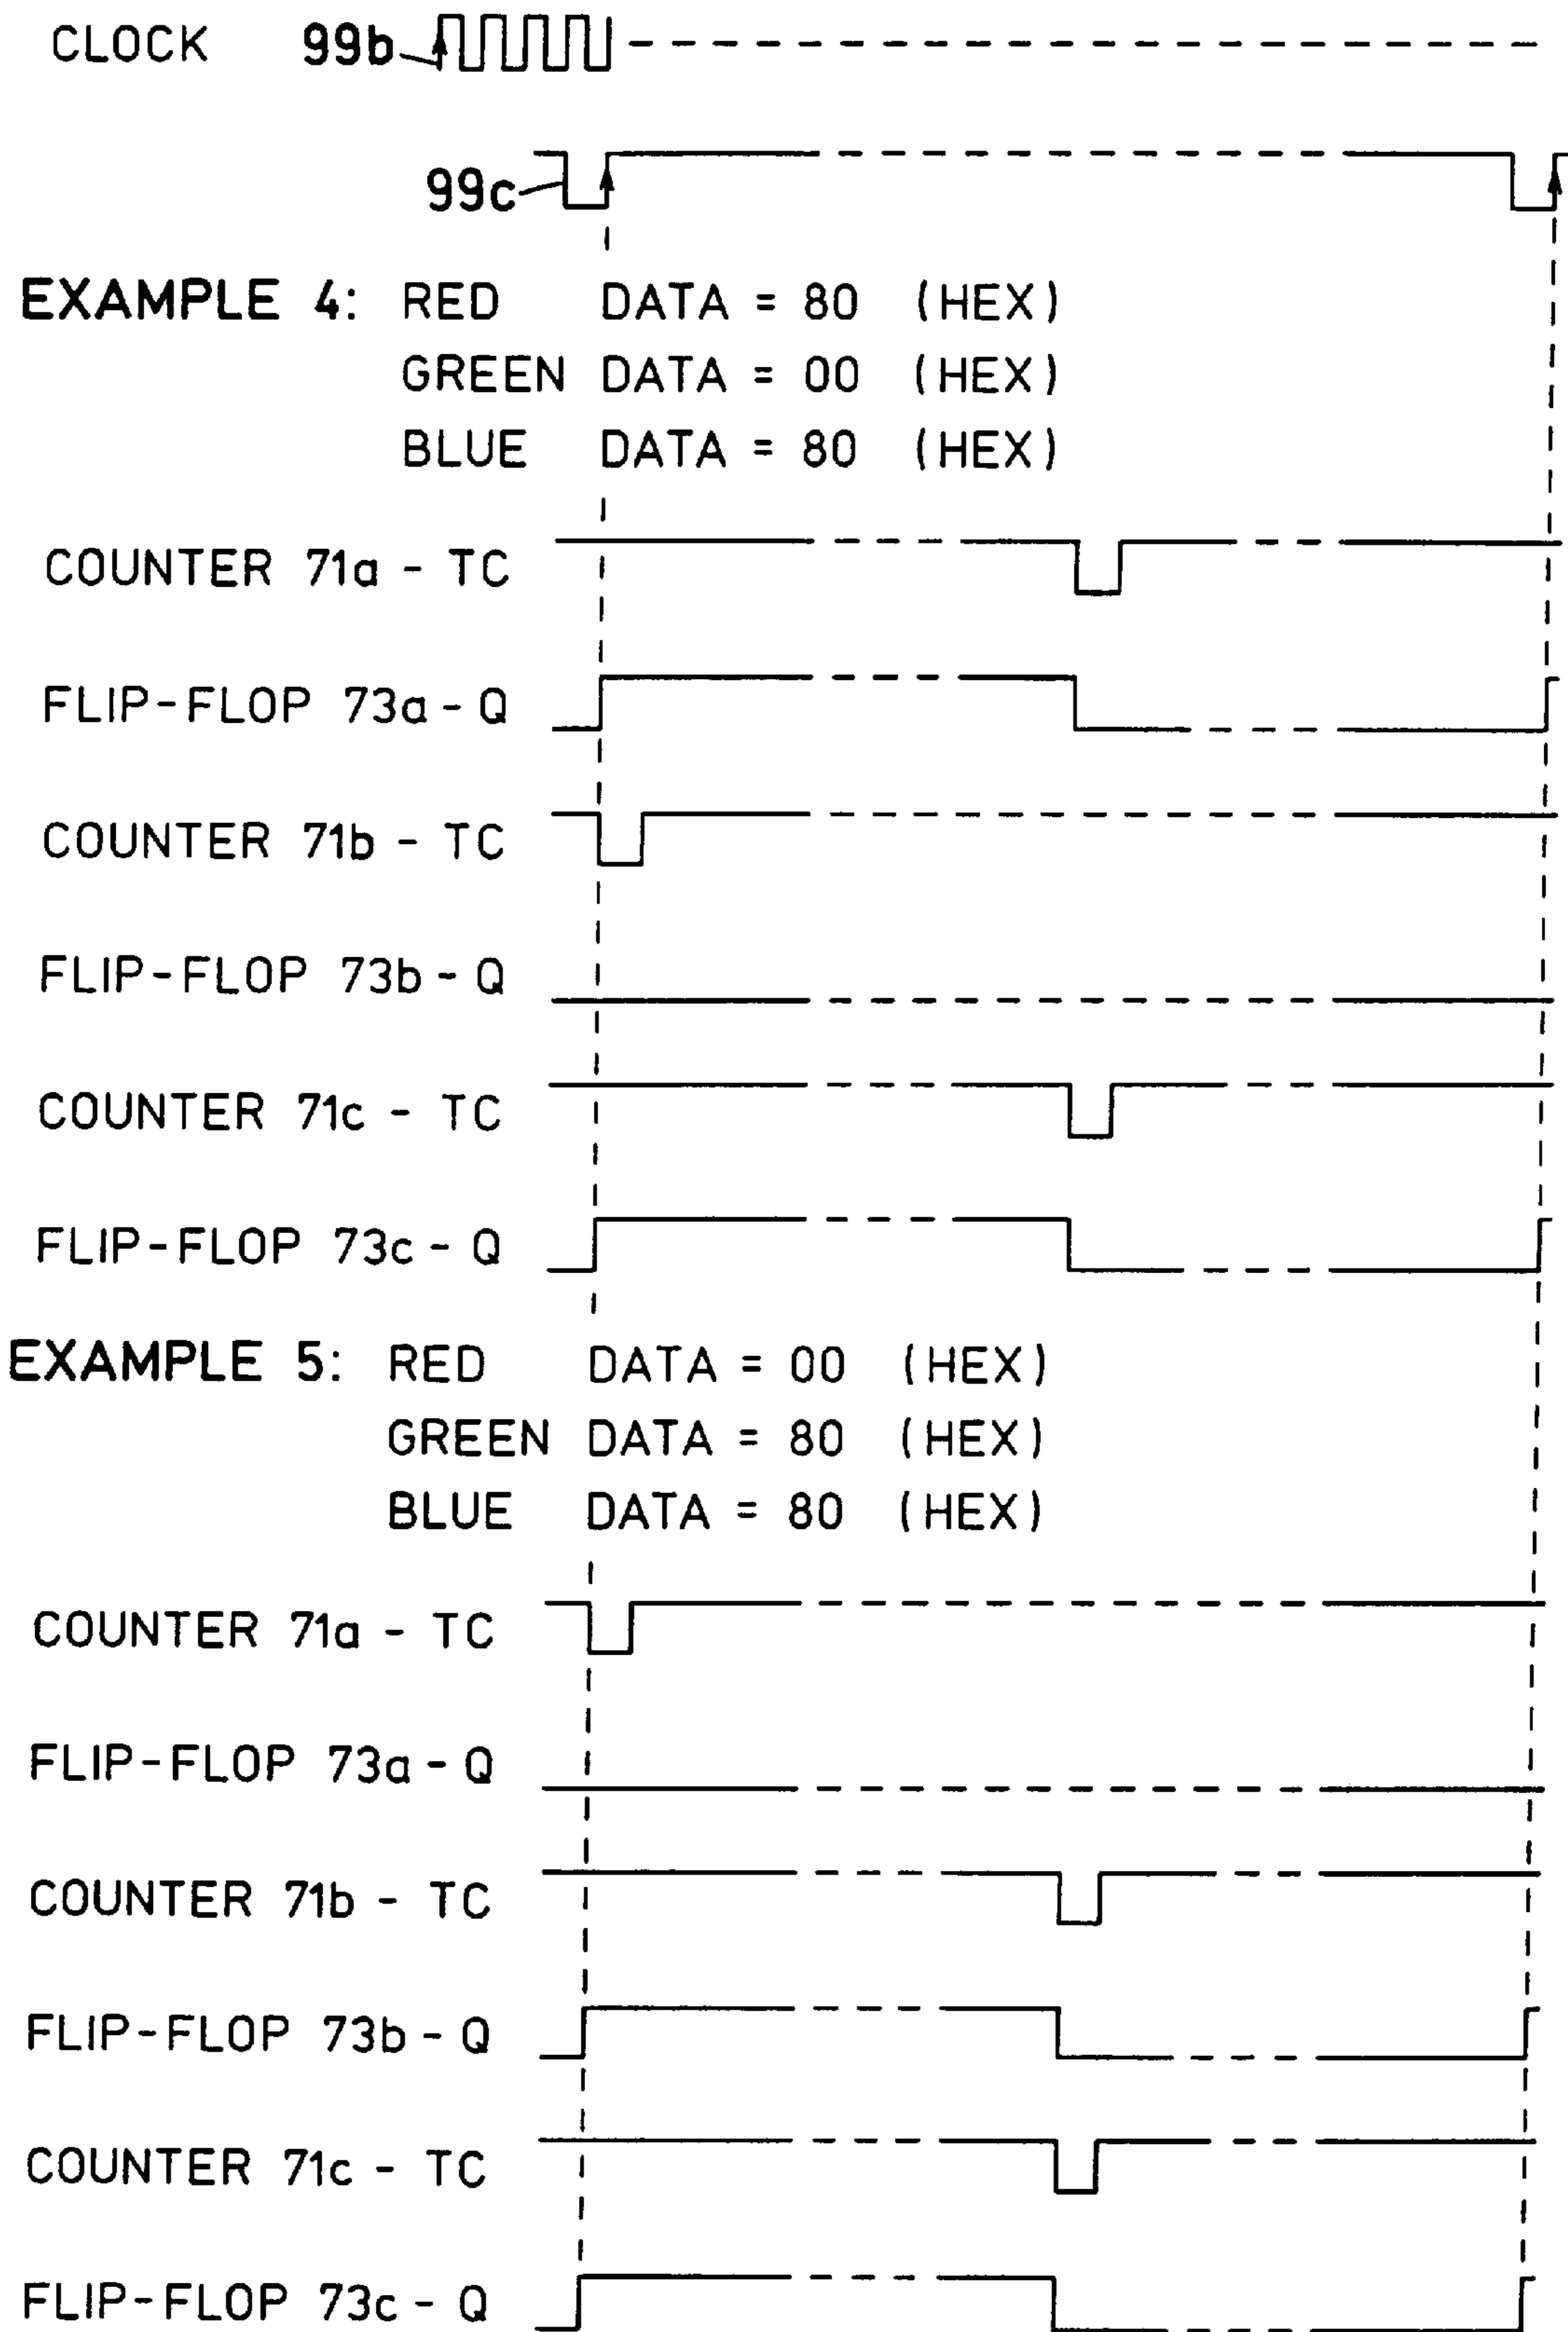 CLOCK 99b
99c
EXAMPLE 4: RED DATA = 80 (HEX)
GREEN DATA = 00 (HEX)
BLUE DATA = 80 (HEX)
COUNTER 71a - TC
FLIP-FLOP 73a - Q
COUNTER 71b - TC
FLIP-FLOP 73b - Q
COUNTER 71c - TC
FLIP-FLOP 73c - Q
EXAMPLE 5: RED DATA = 00 (HEX)
GREEN DATA = 80 (HEX)
BLUE DATA = 80 (HEX)
COUNTER 71a - TC
FLIP-FLOP 73a - Q
COUNTER 71b - TC
FLIP-FLOP 73b - Q
COUNTER 71c - TC
FLIP-FLOP 73c - Q